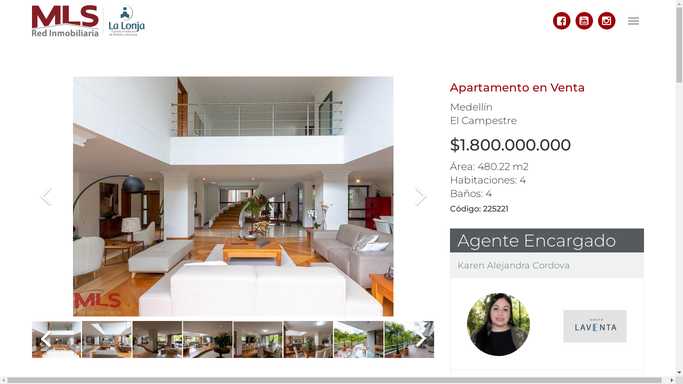 MLS
Red Inmobiliaria
La Lonja
Apartamento en Venta
Medellín
El Campestre
$1.800.000.000
Área: 480.22 m2
Habitaciones: 4
Baños: 4
Código: 225221
Agente Encargado
Karen Alejandra Cordova
LAVENTA
MLS